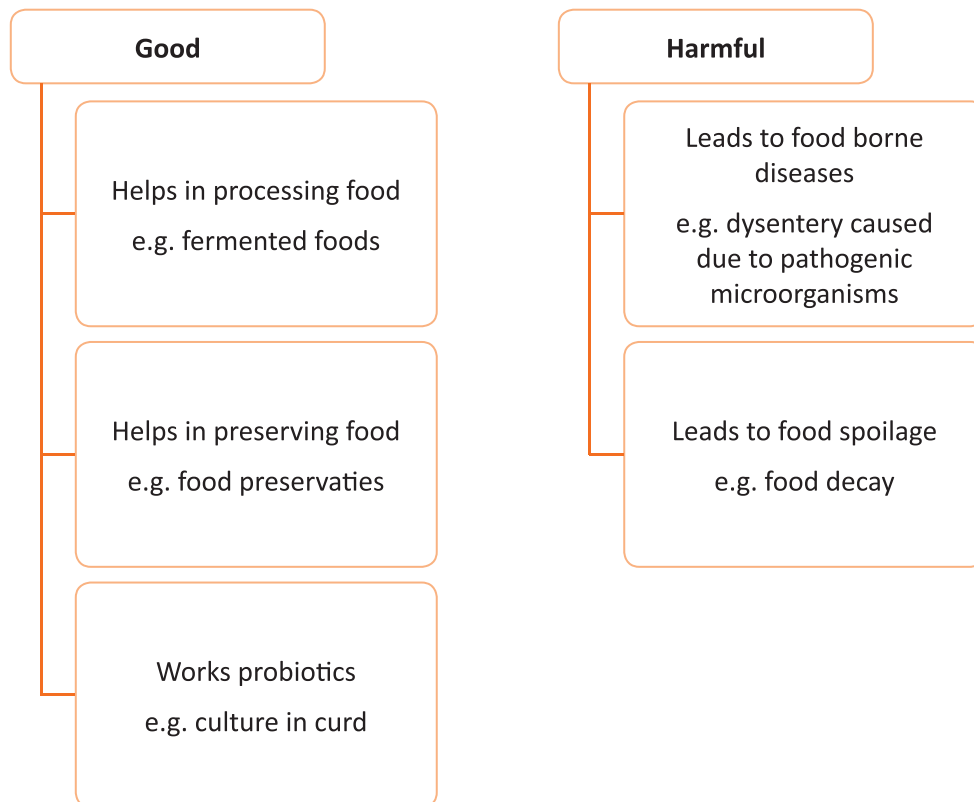 Good
Helps in processing food
e.g. fermented foods
Helps in preserving food
e.g. food preservaties
Works probiotics
e.g. culture in curd
Harmful
Leads to food borne
diseases
e.g. dysentery caused
due to pathogenic
microorganisms
Leads to food spoilage
e.g. food decay